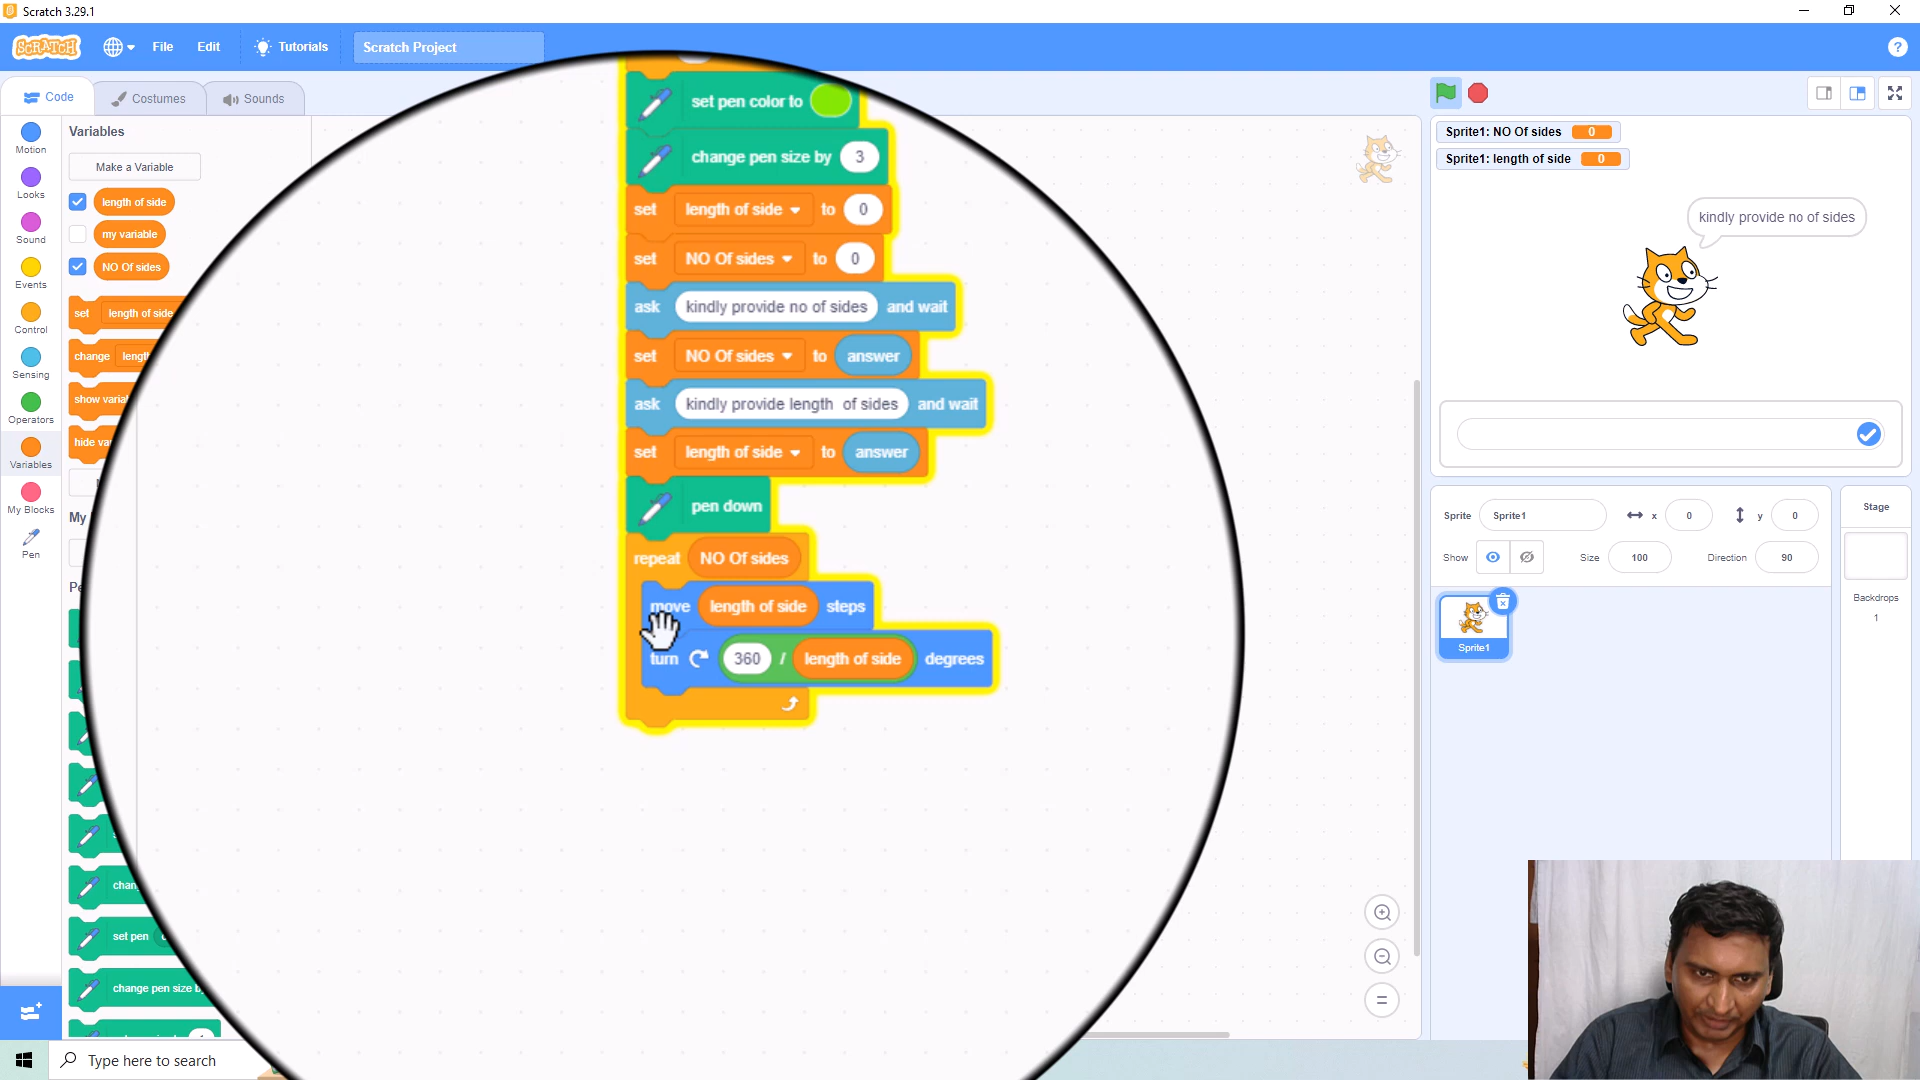 Scratch 3.29.1
SCRATCH
File
Edit
Tutorials
Scratch Project
Code
Costumes
Sounds
Motion
Looks
Sound
Events
Control
Sensing
Operators
Variables
My Blocks
Pen
Variables
Make a Variable
length of side
my variable
NO Of sides
set length of side
change length
show varia
hide va
My
Pe
chan
set pen
change pen size b
set pen color to
change pen size by 3
set length of side to 0
set NO Of sides to 0
ask kindly provide no of sides and wait
set NO Of sides to answer
ask kindly provide length of sides and wait
set length of side to answer
pen down
repeat NO Of sides
move length of side steps
turn 360 / length of side degrees
Sprite1: NO Of sides 0
Sprite1: length of side 0
kindly provide no of sides
Sprite Sprite1 x 0 y 0
Show Size 100 Direction 90
Sprite1
Stage
Backdrops
1
Type here to search